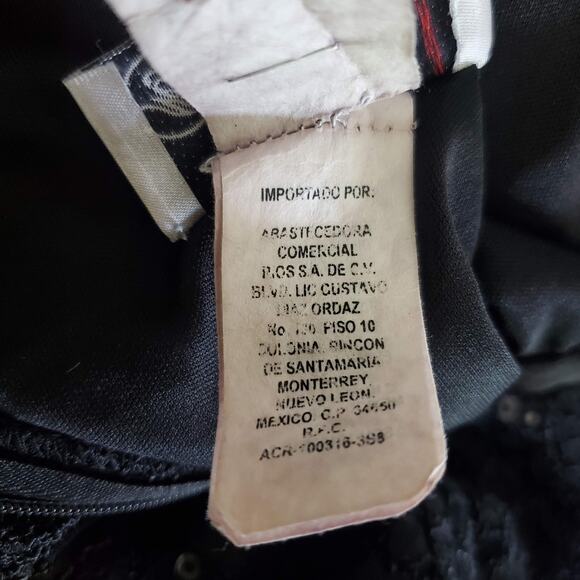 IMPORTADO POR:
ABASTECEDORA
COMERCIAL
RIOS S.A. DE C.V.
BLVD. LIC GUSTAVO
DIAZ ORDAZ
No. 130 PISO 10
COLONIA. RINCON
DE SANTAMARIA
MONTERREY,
NUEVO LEON.
MEXICO, C.P. 64650
R.F.C.
ACR-100316-3S8